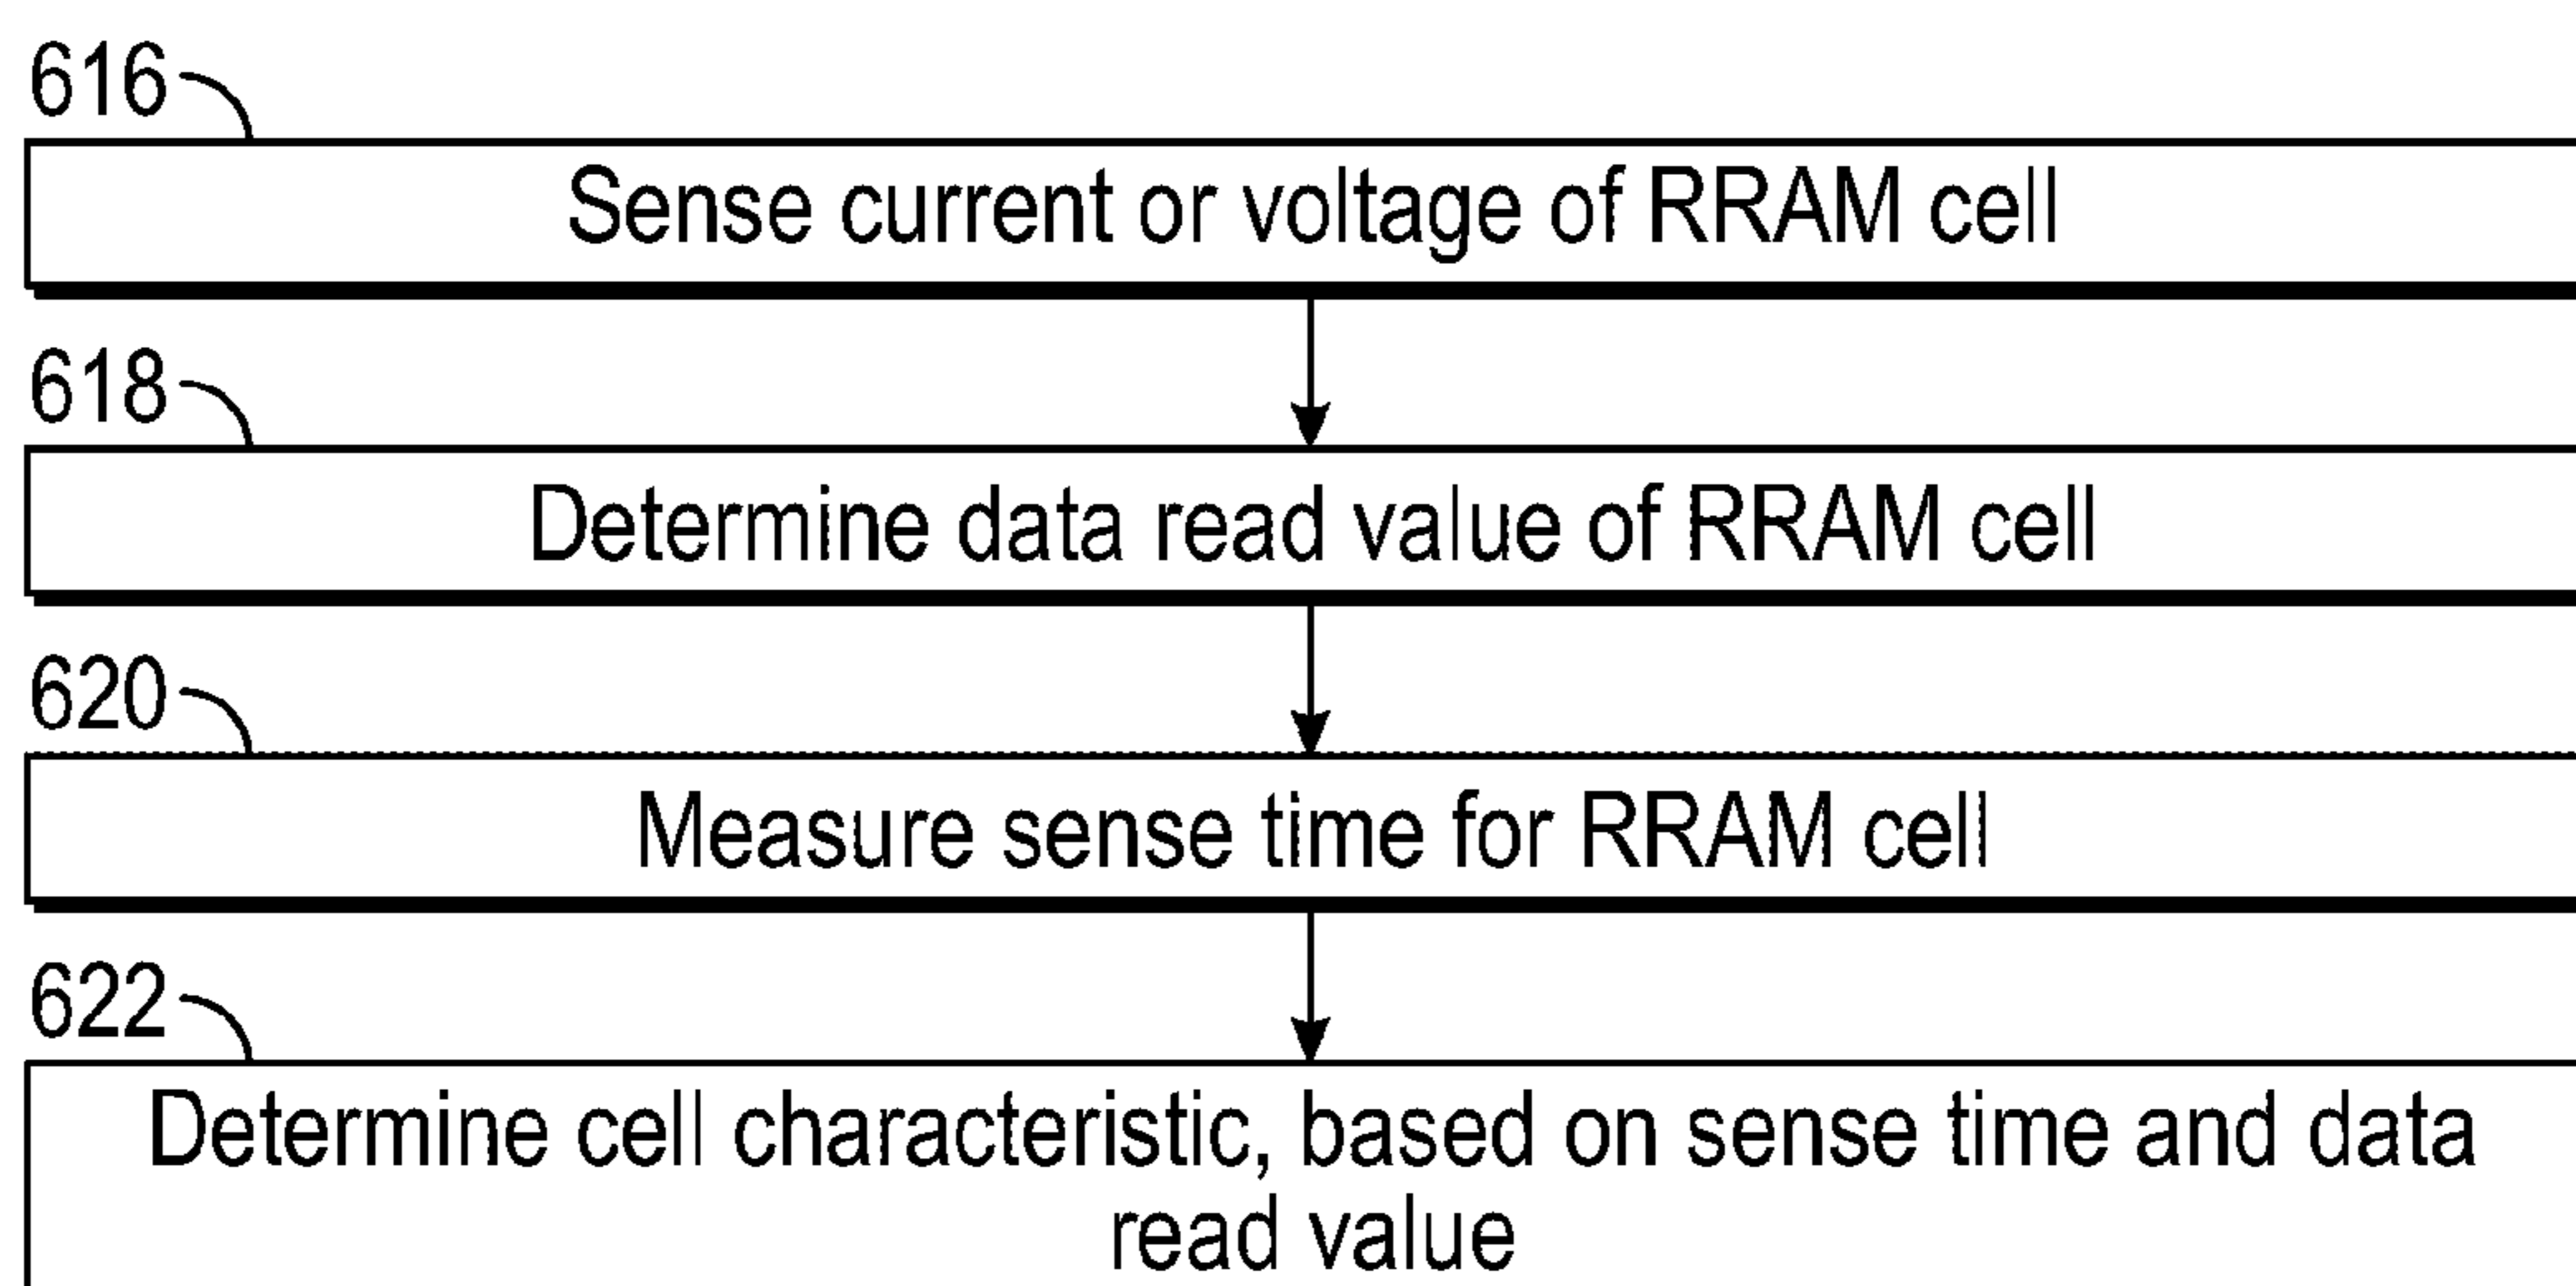 616
Sense current or voltage of RRAM cell
618
Determine data read value of RRAM cell
620
Measure sense time for RRAM cell
622
Determine cell characteristic, based on sense time and data
read value